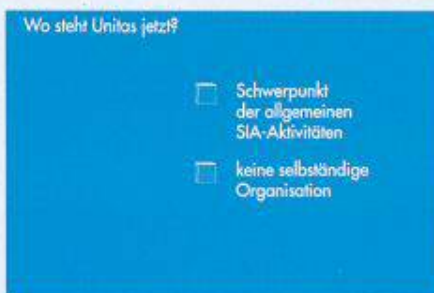 Wo steht Unitas jetzt?
Schwerpunkt
der allgemeinen
SIA-Aktivitäten
keine selbständige
Organisation